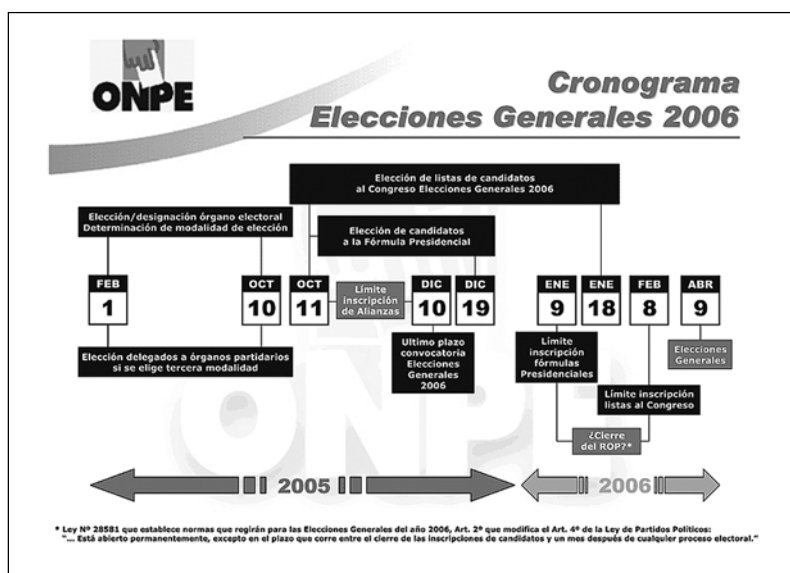 ONPE
Cronograma
Elecciones Generales 2006
Elección de listas de candidatos
al Congreso Elecciones Generales 2006
Elección/designación órgano electoral
Determinación de modalidad de elección
Elección de candidatos
a la Fórmula Presidencial
FEB
1
OCT
10
OCT
11
Límite
inscripción
de Alianzas
DIC
10
DIC
19
ENE
9
ENE
18
FEB
8
ABR
9
Elección delegados a órganos partidarios
si se elige tercera modalidad
Ultimo plazo
convocatoria
Elecciones
Generales
2006
Límite
inscripción
fórmulas
Presidenciales
Elecciones
Generales
Límite inscripción
listas al Congreso
¿Cierre
del ROP?*
ONPE
2005
2006
* Ley Nº 28581 que establece normas que regirán para las Elecciones Generales del año 2006, Art. 2º que modifica el Art. 4º de la Ley de Partidos Políticos:
"... Está abierto permanentemente, excepto en el plazo que corre entre el cierre de las inscripciones de candidatos y un mes después de cualquier proceso electoral."